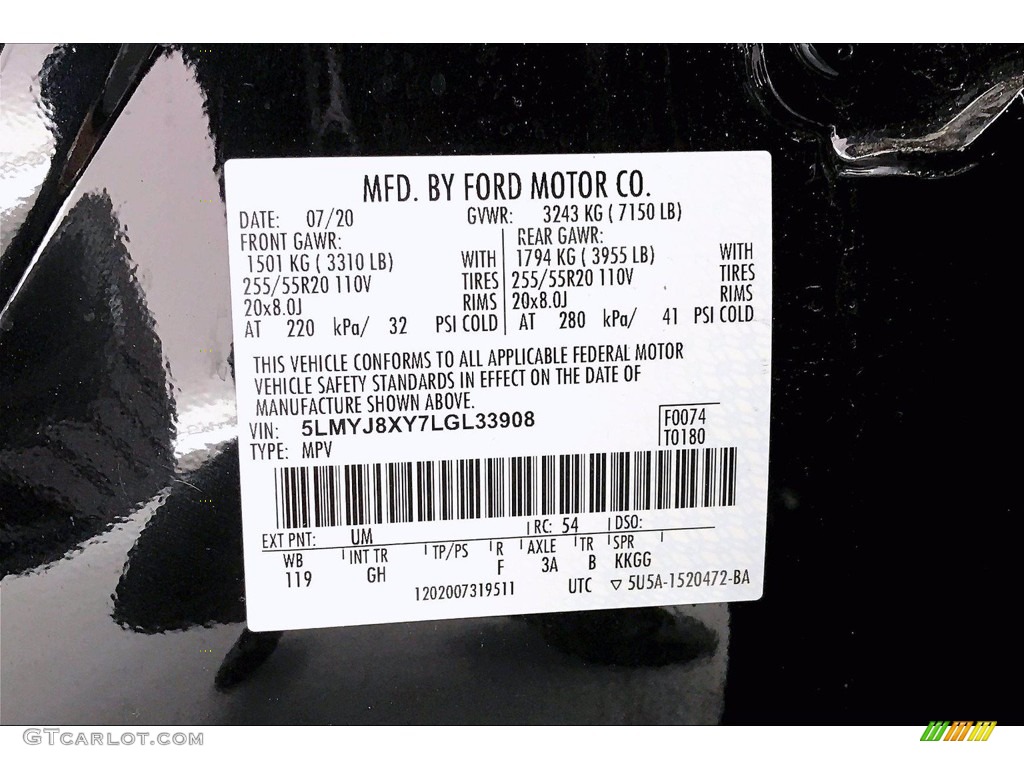 MFD. BY FORD MOTOR CO.
DATE: 07/20 GVWR: 3243 KG ( 7150 LB)
FRONT GAWR: REAR GAWR:
1501 KG ( 3310 LB) WITH 1794 KG ( 3955 LB) WITH
255/55R20 110V TIRES 255/55R20 110V TIRES
20x8.0J RIMS 20x8.0J RIMS
AT 220 kPa/ 32 PSI COLD AT 280 kPa/ 41 PSI COLD
THIS VEHICLE CONFORMS TO ALL APPLICABLE FEDERAL MOTOR
VEHICLE SAFETY STANDARDS IN EFFECT ON THE DATE OF
MANUFACTURE SHOWN ABOVE.
VIN: 5LMYJ8XY7LGL33908 F0074
TYPE: MPV T0180
EXT PNT: UM RC: 54 DSO:
WB INT TR TP/PS R AXLE TR SPR
119 GH F 3A B KKGG
1202007319511 UTC ▽ 5U5A-1520472-BA
GTCARLOT.COM